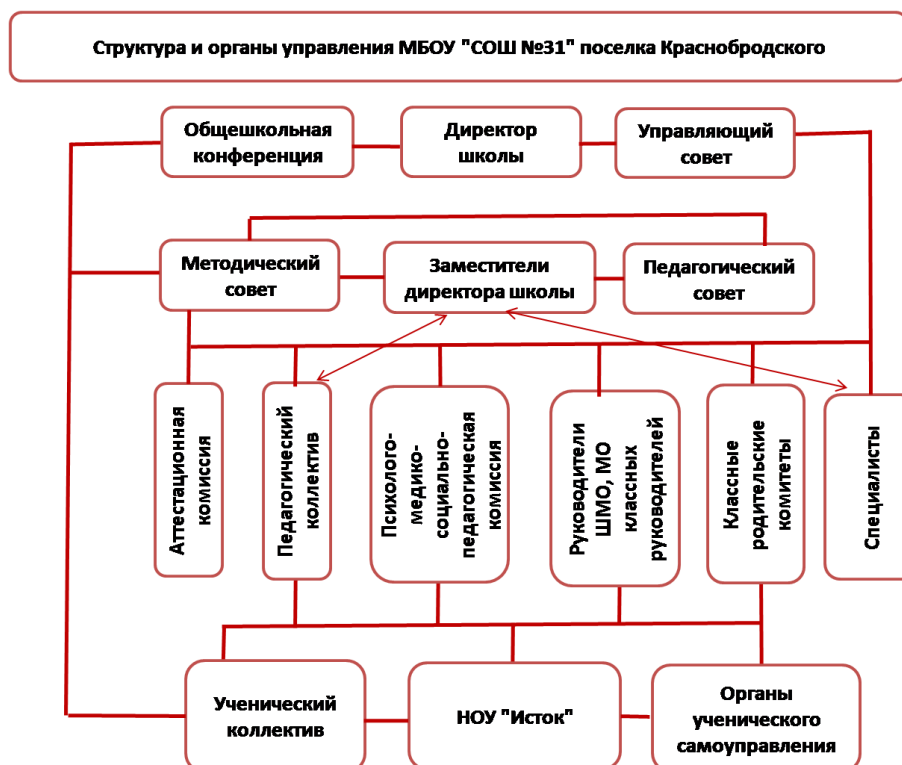 Структура и органы управления МБОУ "СОШ №31" поселка Краснобродского
Общешкольная
конференция
Директор
школы
Управляющий
совет
Методический
совет
Заместители
директора школы
Педагогический
совет
Аттестационная
комиссия
Педагогический
коллектив
Психолого-
медико-
социально-
педагогическая
комиссия
Руководители
ШМО, МО
классных
руководителей
Классные
родительские
комитеты
Специалисты
Ученический
коллектив
НОУ "Исток"
Органы
ученического
самоуправления